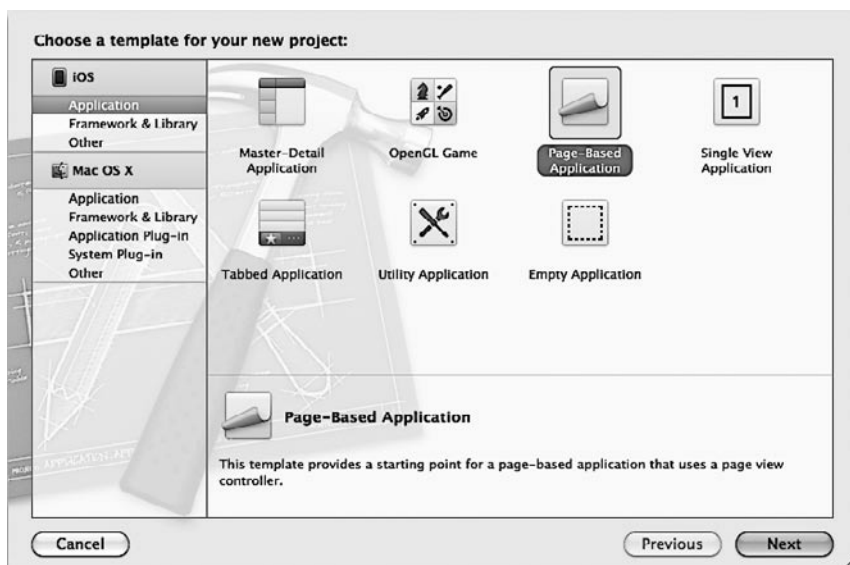 Choose a template for your new project:
iOS
Application
Framework & Library
Other
Mac OS X
Application
Framework & Library
Application Plug-in
System Plug-in
Other
Master-Detail
Application
OpenGL Game
Page-Based
Application
1
Single View
Application
Tabbed Application
Utility Application
Empty Application
Page-Based Application
This template provides a starting point for a page-based application that uses a page view
controller.
Cancel
Previous
Next